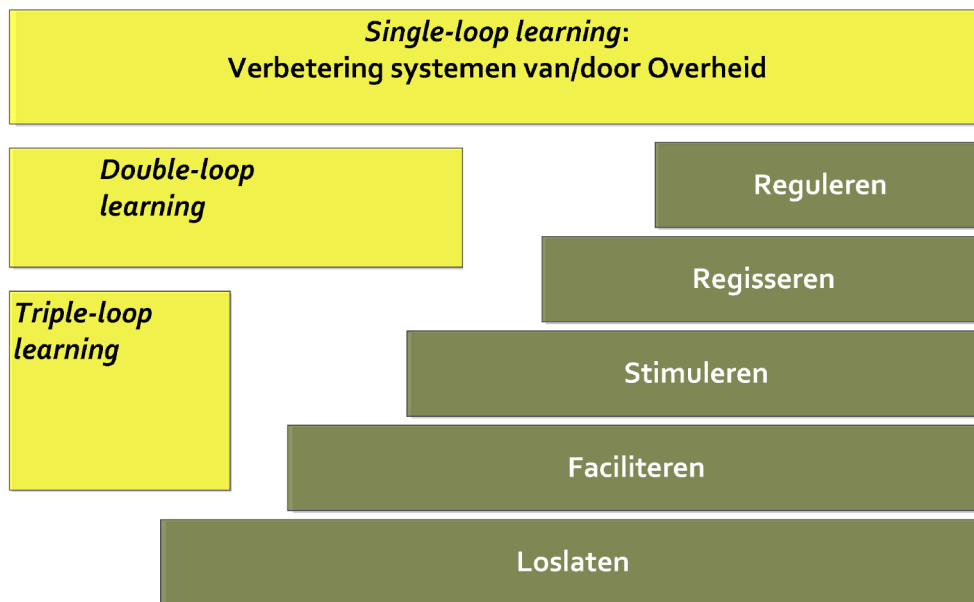 Single-loop learning:
Verbetering systemen van/door Overheid
Double-loop
learning
Reguleren
Regisseren
Triple-loop
learning
Stimuleren
Faciliteren
Loslaten